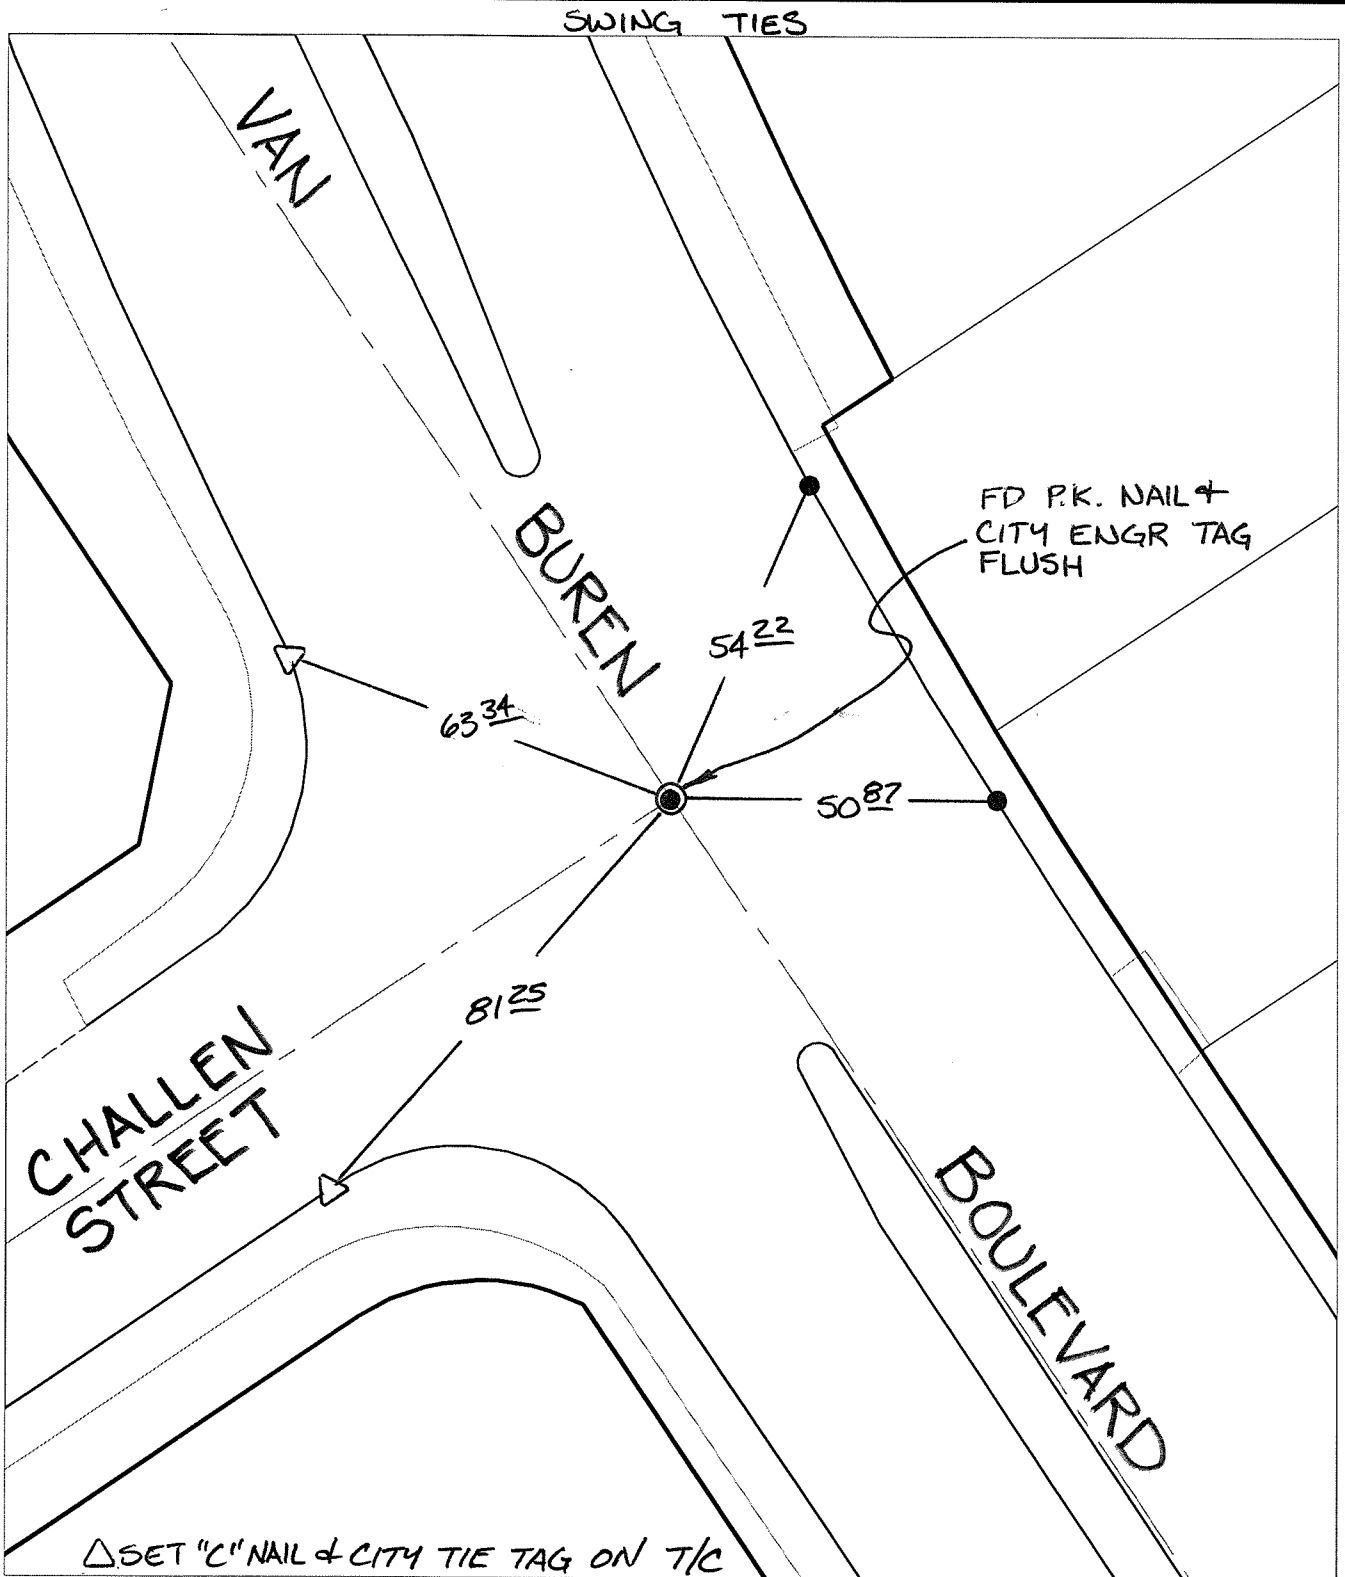 SWING TIES
VAN
BUREN
BOULEVARD
FD P.K. NAIL &
CITY ENGR TAG
FLUSH
54 22
63 34
50 87
81 25
CHALLEN
STREET
△ SET "C" NAIL & CITY TIE TAG ON T/C